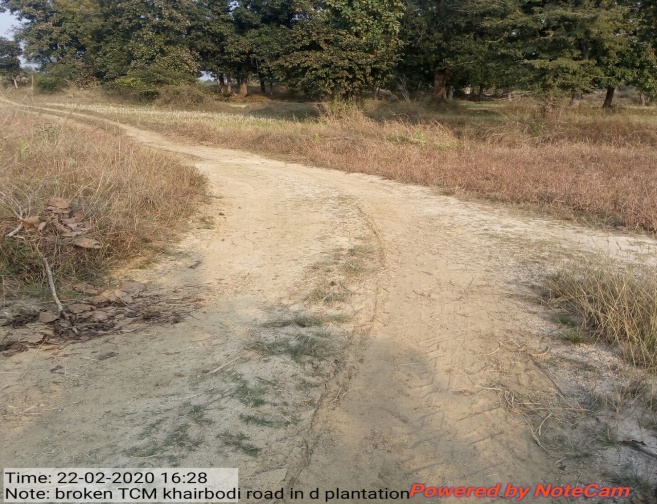 Time: 22-02-2020 16:28
Note: broken TCM khairbodi road in d plantation
Powered by NoteCam